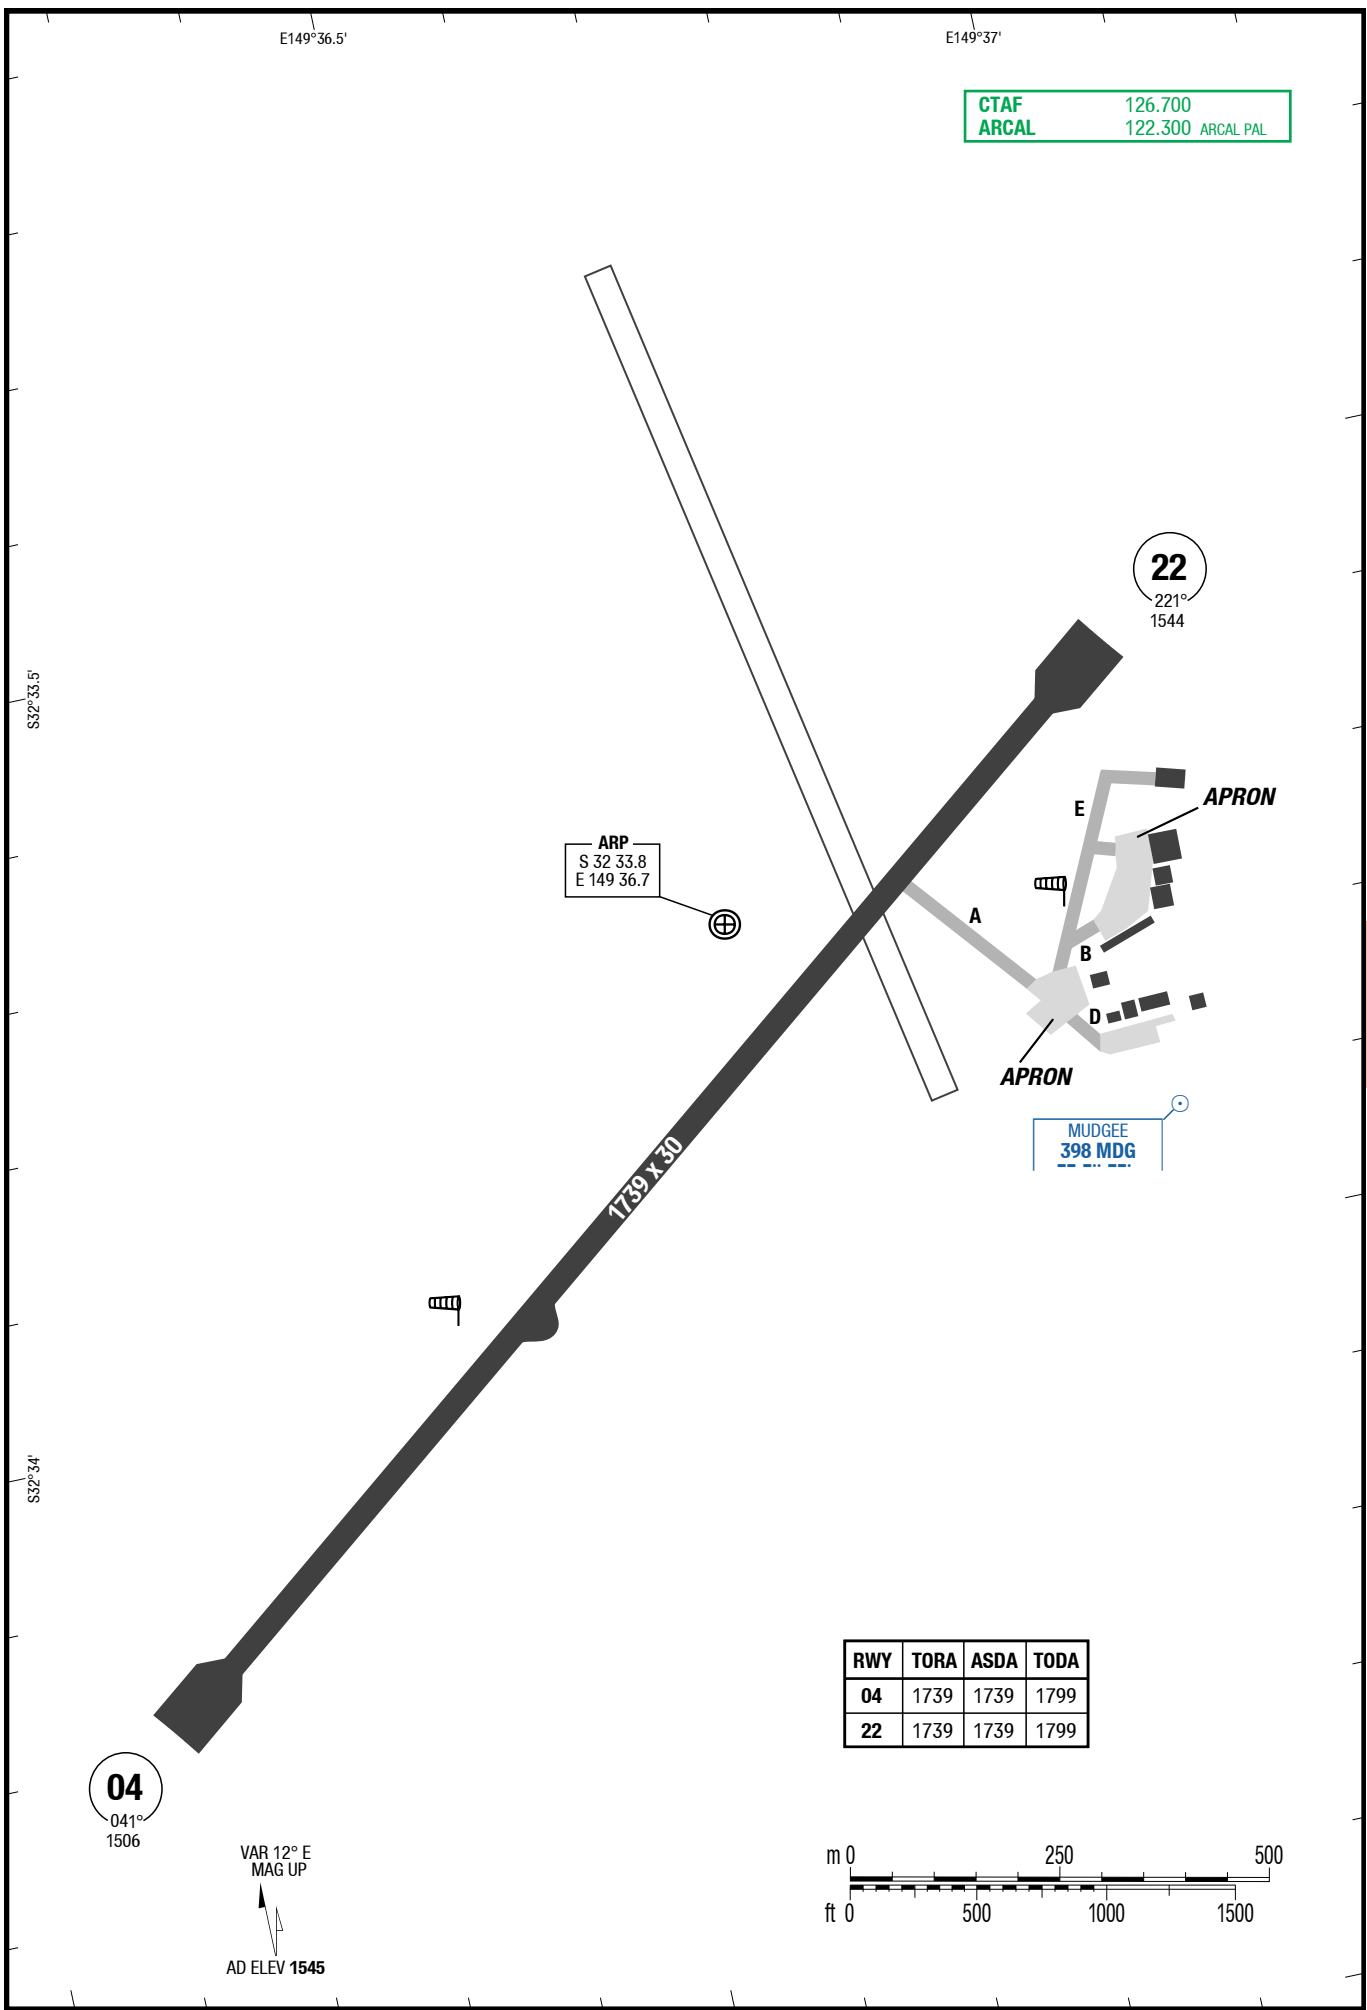 E149°36.5'
E149°37'
CTAF 126.700
ARCAL 122.300 ARCAL PAL
22
221°
1544
S32°33.5'
E
APRON
ARP
S 32 33.8
E 149 36.7
A
B
D
APRON
MUDGEE
398 MDG
1739 x 30
S32°34'
RWY TORA ASDA TODA
04 1739 1739 1799
22 1739 1739 1799
04
041°
1506
VAR 12° E
MAG UP
AD ELEV 1545
m 0 250 500
ft 0 500 1000 1500